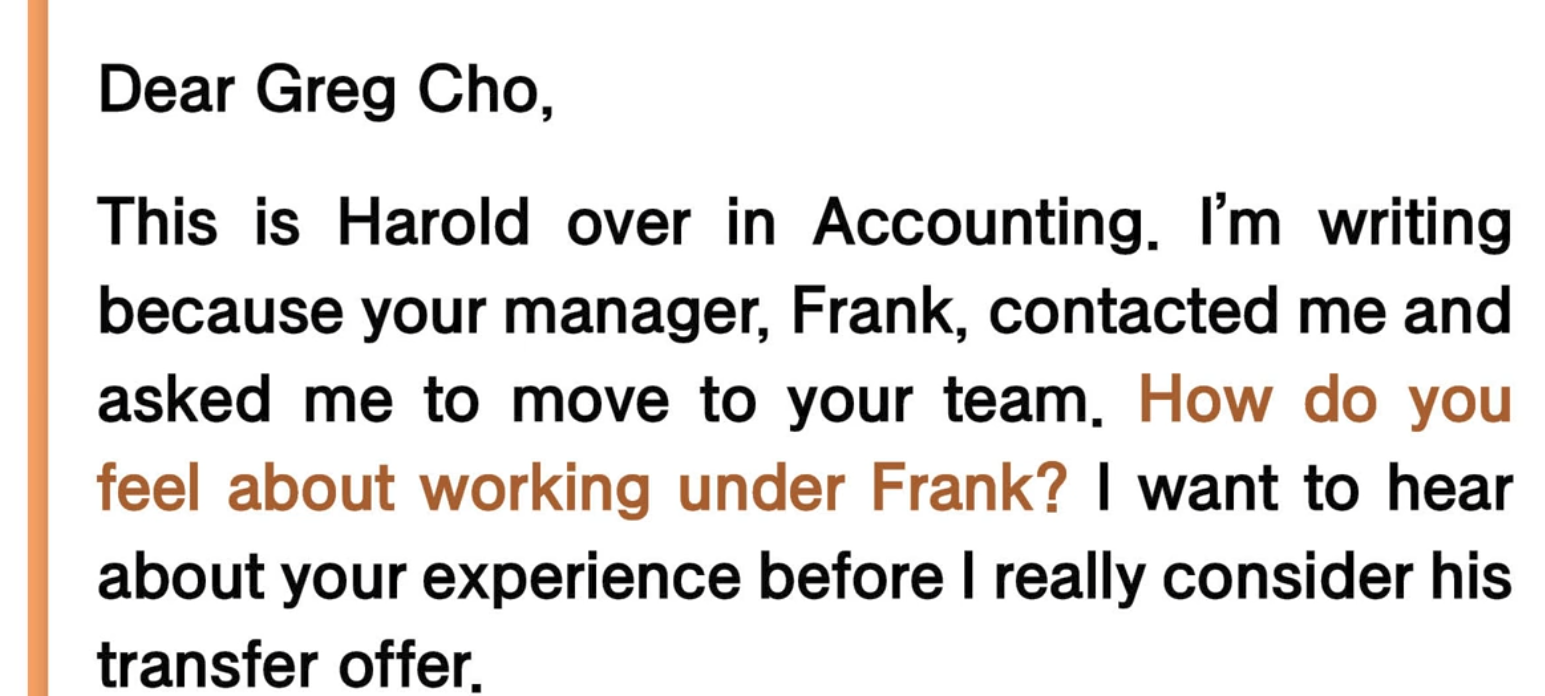 Dear Greg Cho,
This is Harold over in Accounting. I’m writing
because your manager, Frank, contacted me and
asked me to move to your team. How do you
feel about working under Frank? I want to hear
about your experience before I really consider his
transfer offer.